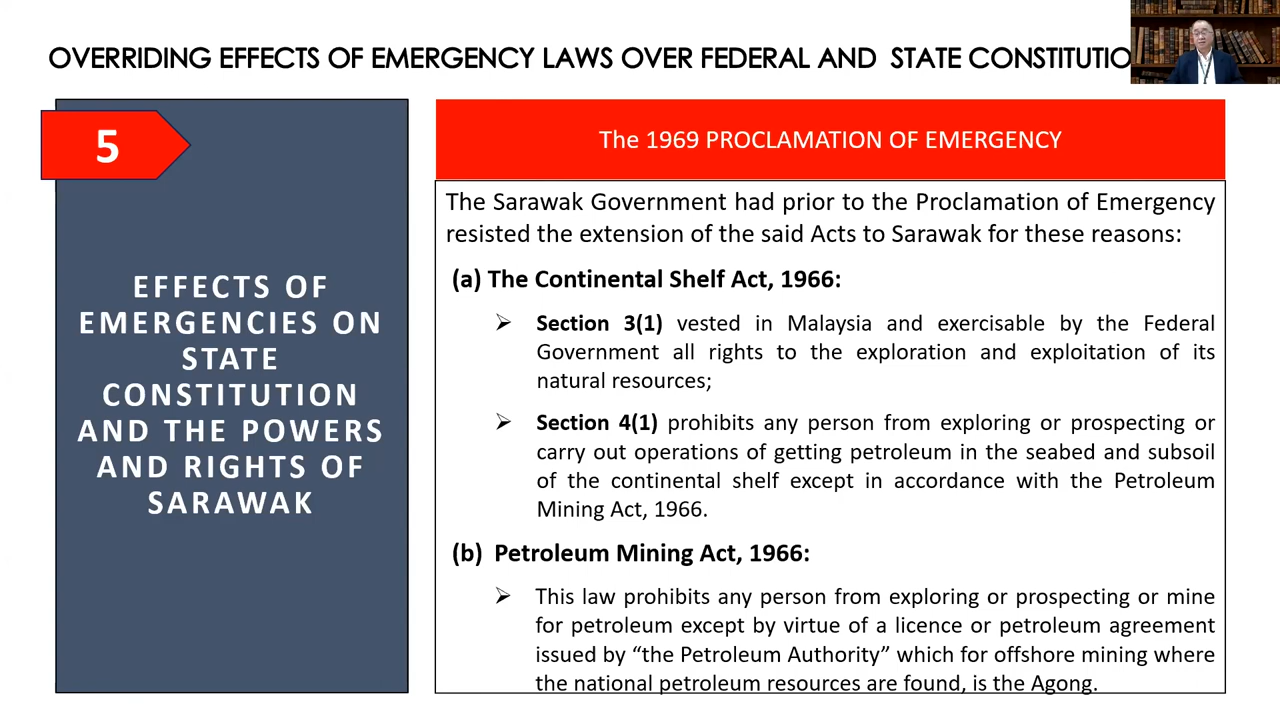 OVERRIDING EFFECTS OF EMERGENCY LAWS OVER FEDERAL AND STATE CONSTITUTIO
5
EFFECTS OF
EMERGENCIES ON
STATE
CONSTITUTION
AND THE POWERS
AND RIGHTS OF
SARAWAK
The 1969 PROCLAMATION OF EMERGENCY
The Sarawak Government had prior to the Proclamation of Emergency
resisted the extension of the said Acts to Sarawak for these reasons:
(a) The Continental Shelf Act, 1966:
➢ Section 3(1) vested in Malaysia and exercisable by the Federal
Government all rights to the exploration and exploitation of its
natural resources;
➢ Section 4(1) prohibits any person from exploring or prospecting or
carry out operations of getting petroleum in the seabed and subsoil
of the continental shelf except in accordance with the Petroleum
Mining Act, 1966.
(b) Petroleum Mining Act, 1966:
➢ This law prohibits any person from exploring or prospecting or mine
for petroleum except by virtue of a licence or petroleum agreement
issued by “the Petroleum Authority” which for offshore mining where
the national petroleum resources are found, is the Agong.